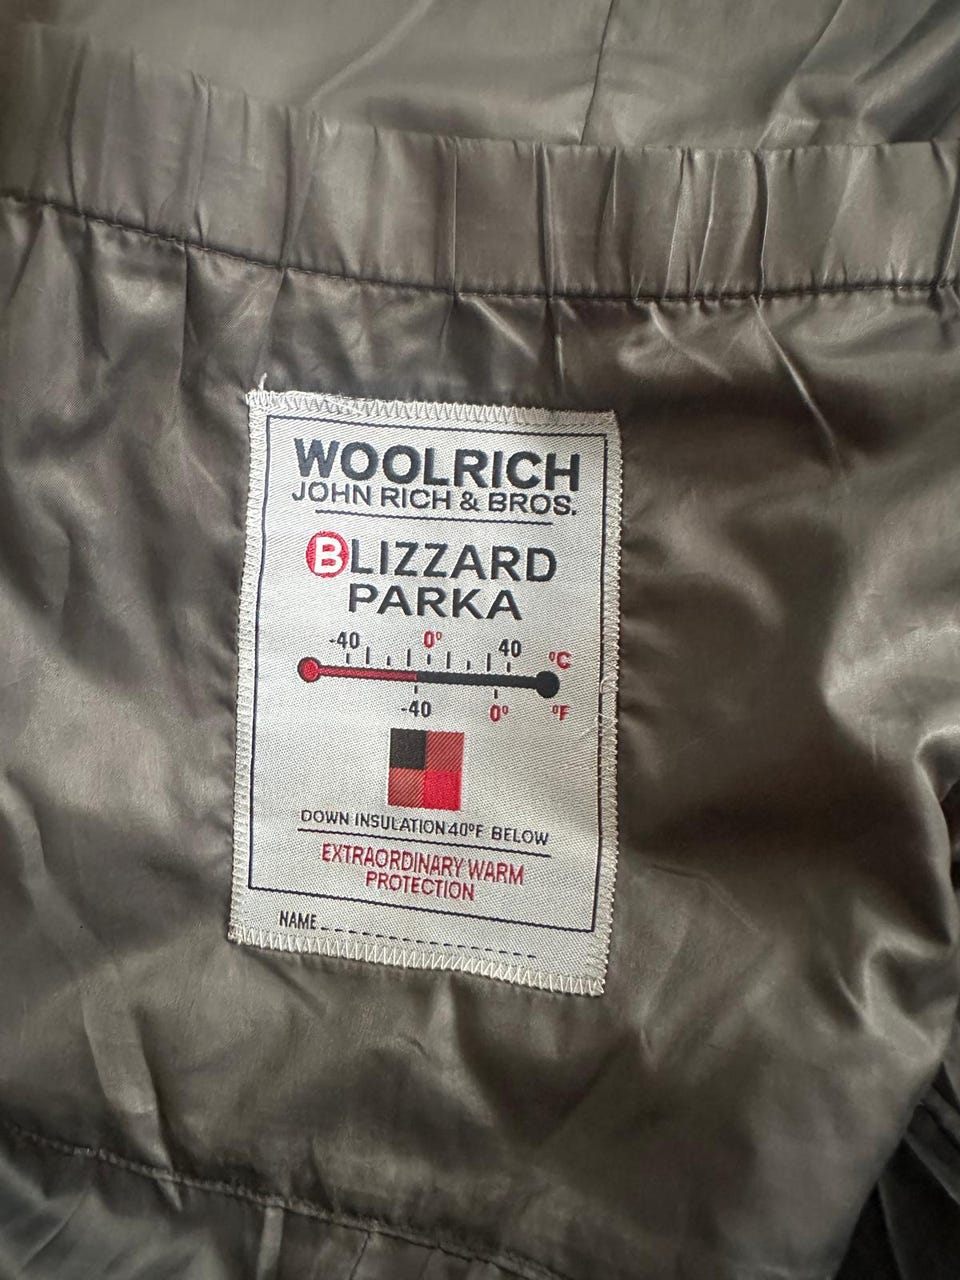 WOOLRICH
JOHN RICH & BROS.
BLIZZARD
PARKA
-40 0° 40 °C
-40 0° °F
DOWN INSULATION 40°F BELOW
EXTRAORDINARY WARM
PROTECTION
NAME